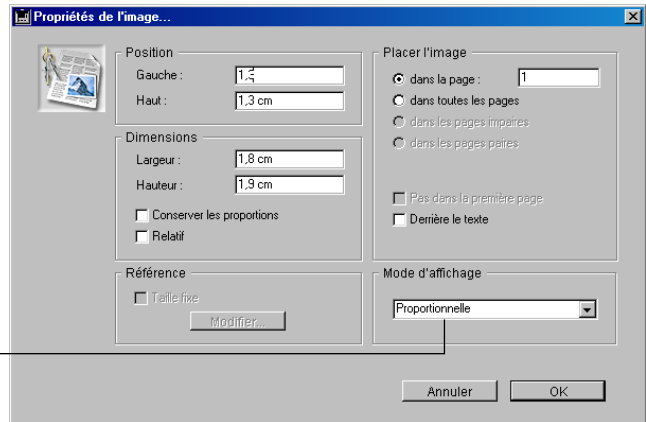 Propriétés de l'image...
Position
Gauche :
Haut : 1,3 cm
Dimensions
Largeur : 1,8 cm
Hauteur : 1,9 cm
Conserver les proportions
Relatif
Référence
Taille fixe
Modifier...
Placer l'image
dans la page : 1
dans toutes les pages
dans les pages impaires
dans les pages paires
Pas dans la première page
Derrière le texte
Mode d'affichage
Proportionnelle
Annuler OK